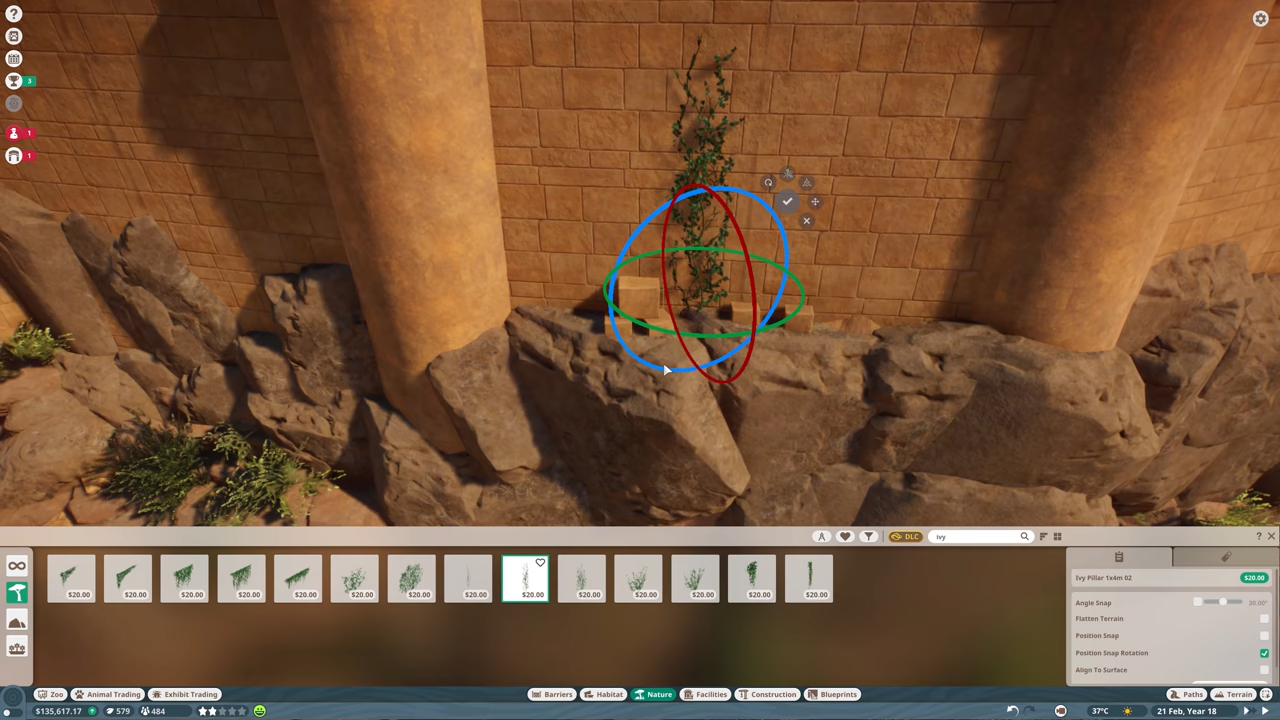 ?
3
1
1
DLC
ivy
?
$20.00 $20.00 $20.00 $20.00 $20.00 $20.00 $20.00 $20.00 $20.00 $20.00 $20.00 $20.00 $20.00 $20.00
Ivy Pillar 1x4m 02 $20.00
Angle Snap 30.00°
Flatten Terrain
Position Snap
Position Snap Rotation
Align To Surface
Zoo Animal Trading Exhibit Trading Barriers Habitat Nature Facilities Construction Blueprints Paths Terrain
$135,617.17 579 484 37°C 21 Feb, Year 18